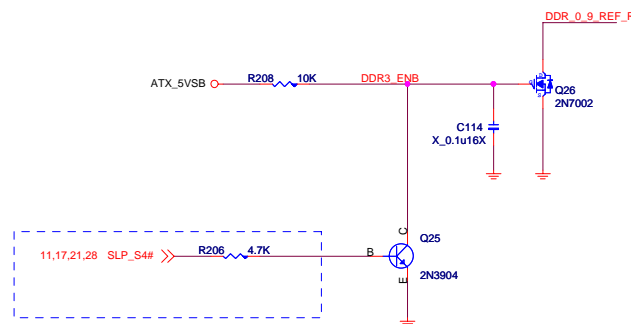 DDR_0_9_REF_R
R208 10K
ATX_5VSB
DDR3_ENB
Q26
2N7002
C114
X_0.1u16X
C
Q25
R206 4.7K
B
11,17,21,28 SLP_S4#
2N3904
E